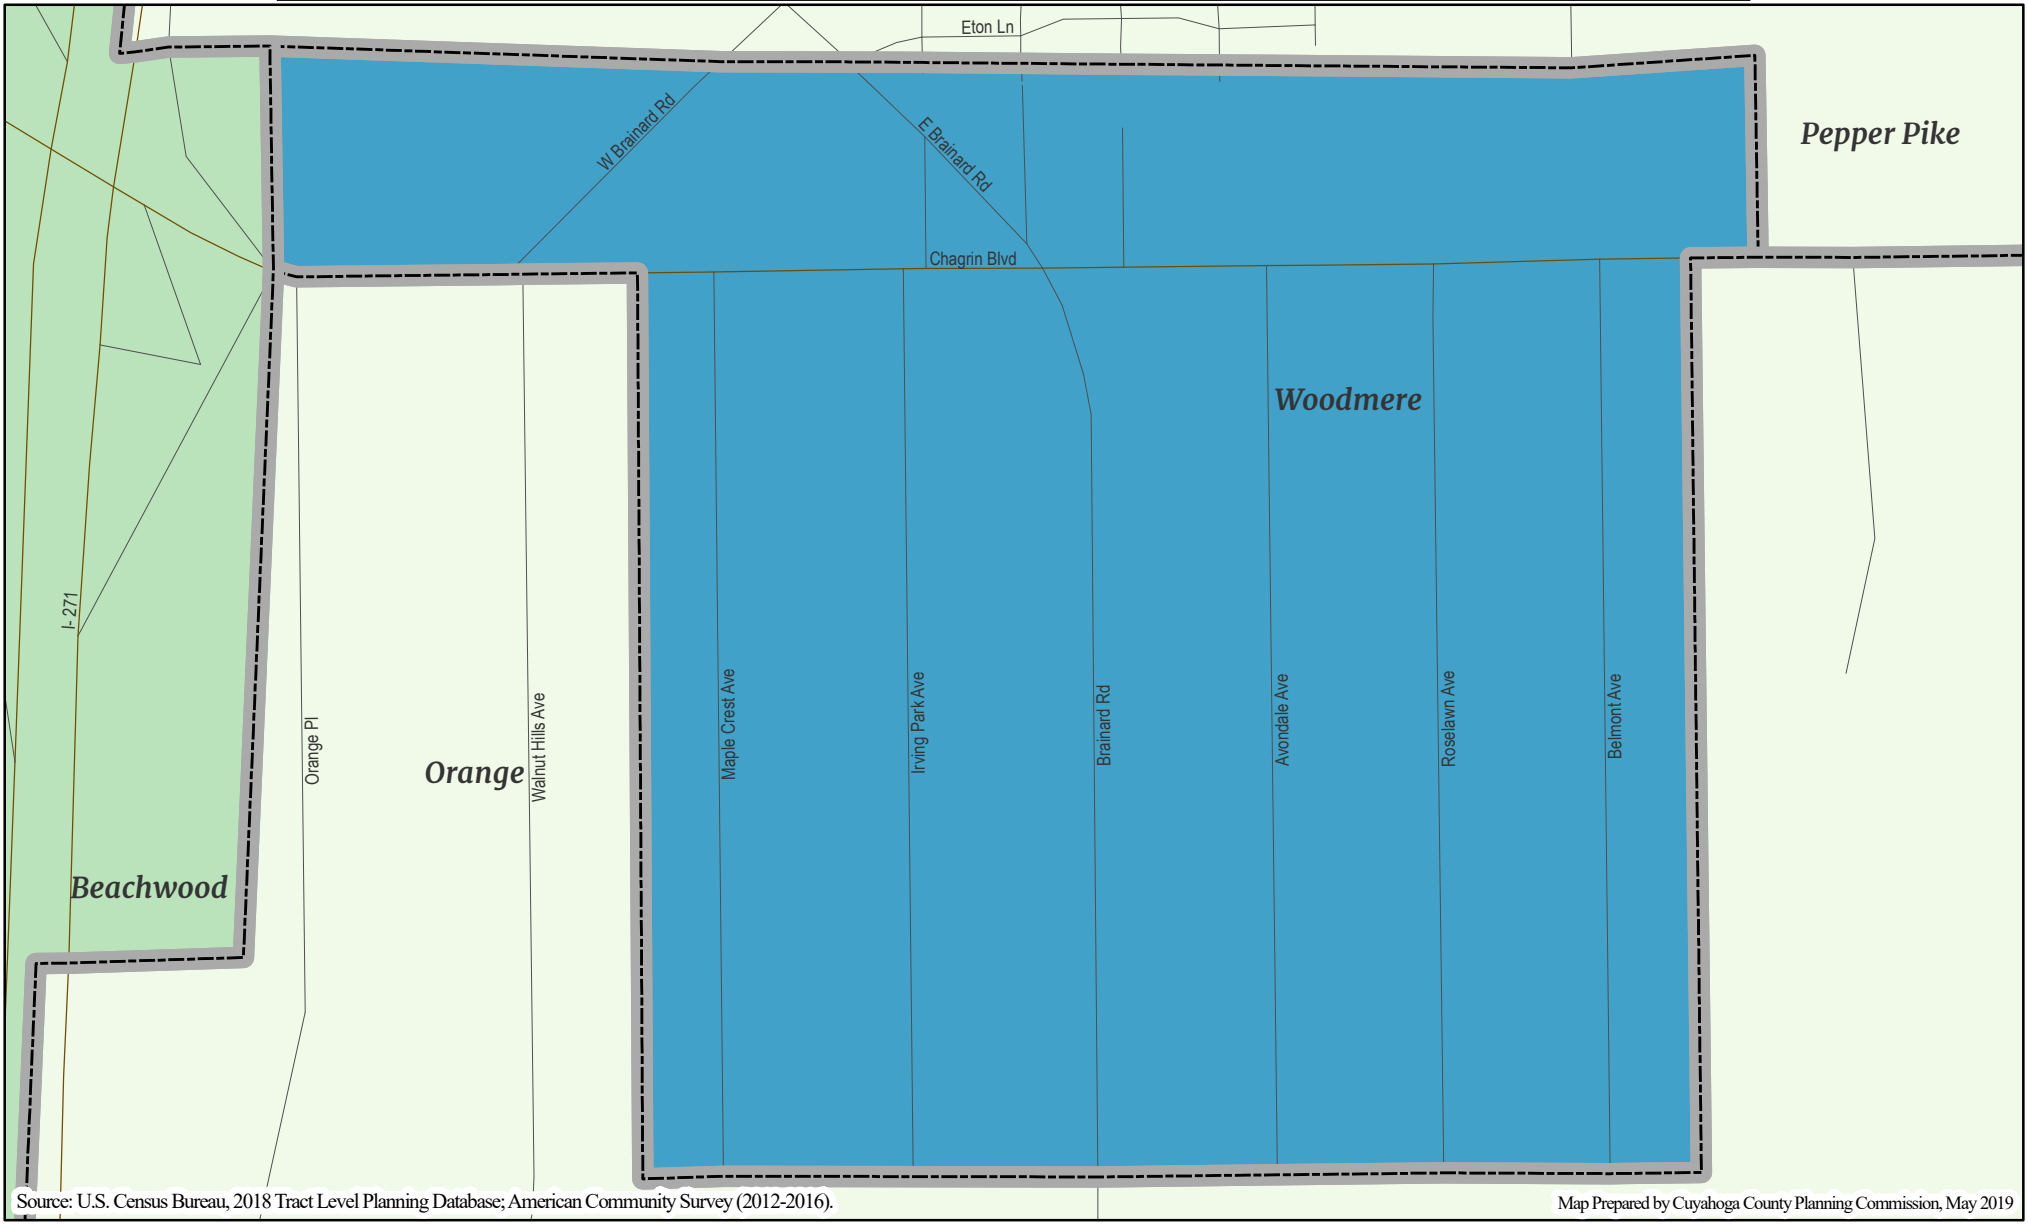 Eton Ln
Pepper Pike
W Brainard Rd
E Brainard Rd
Chagrin Blvd
Woodmere
I- 271
Orange Pl
Orange
Walnut Hills Ave
Maple Crest Ave
Irving Park Ave
Brainard Rd
Avondale Ave
Roselawn Ave
Belmont Ave
Beachwood
Source: U.S. Census Bureau, 2018 Tract Level Planning Database; American Community Survey (2012-2016).
Map Prepared by Cuyahoga County Planning Commission, May 2019